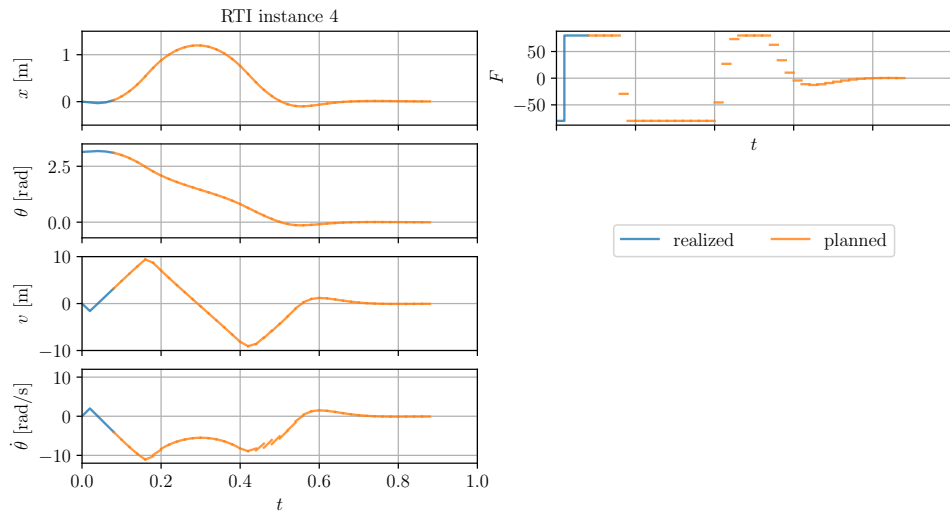 RTI instance 4
1
0
x [m]
2.5
0.0
θ [rad]
10
0
−10
v [m]
10
0
−10
θ̇ [rad/s]
0.0 0.2 0.4 0.6 0.8 1.0
t
50
0
−50
F
t
realized planned